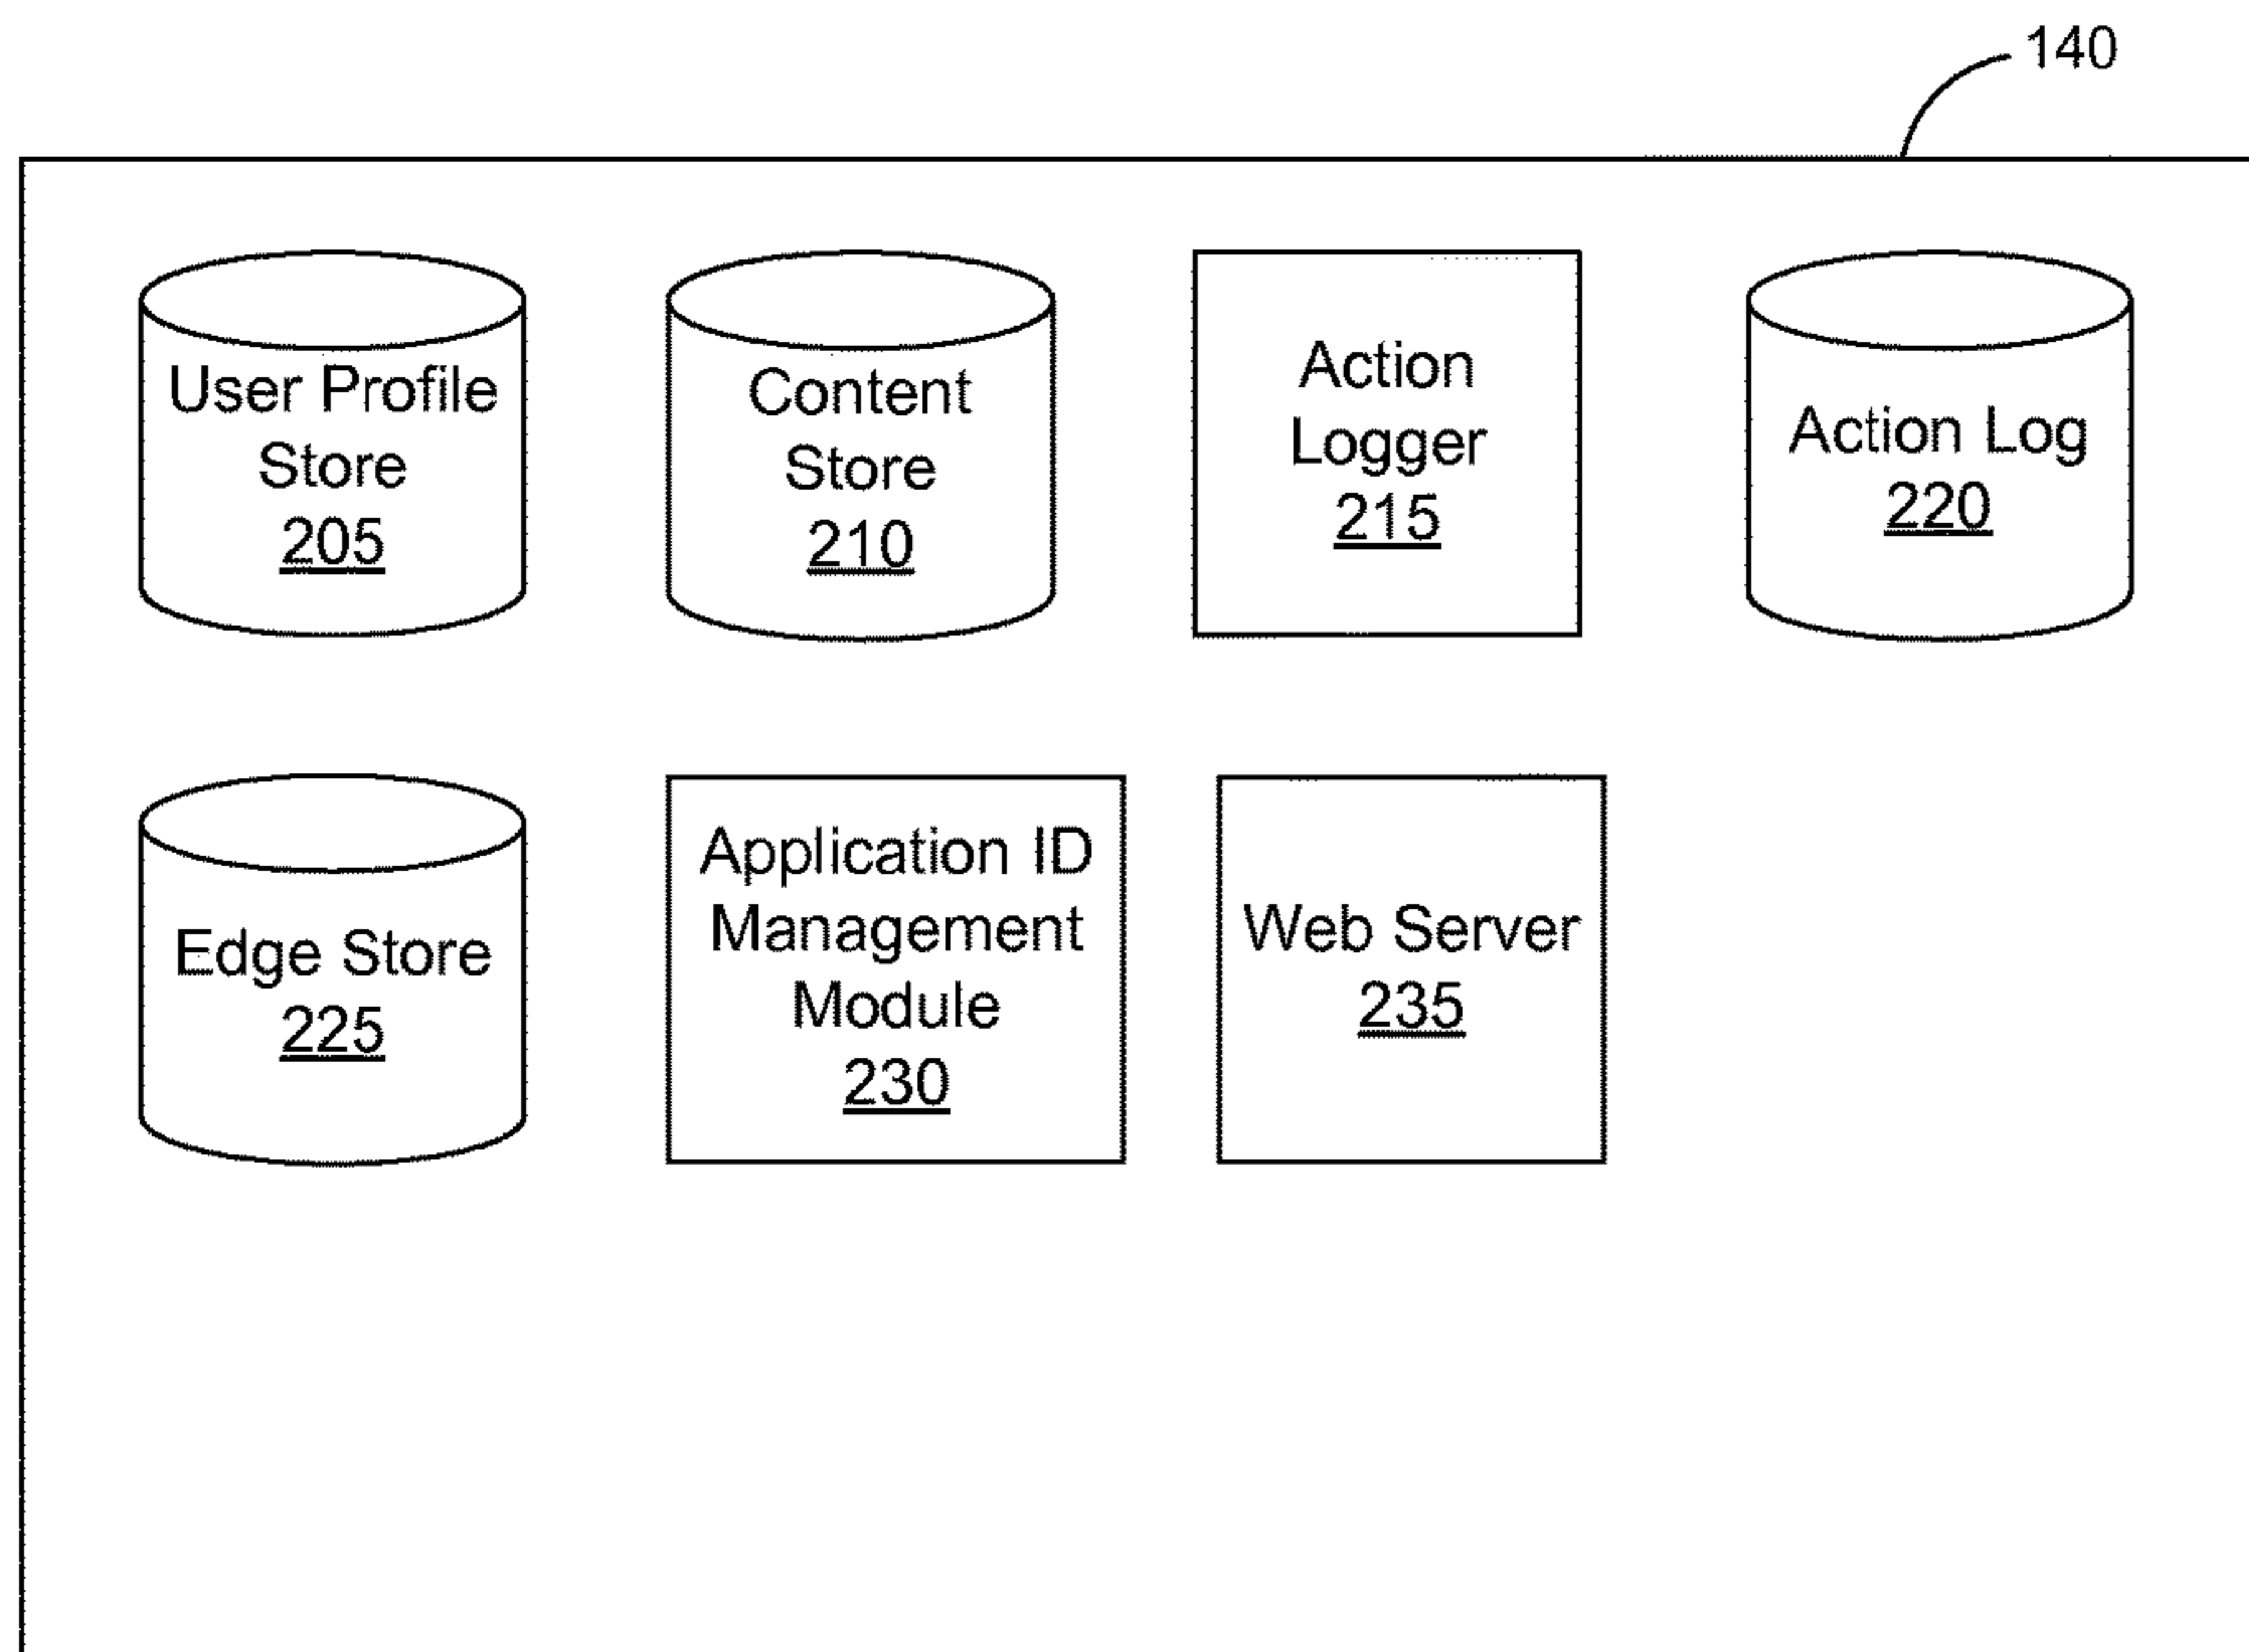 140
User Profile
Store
205
Content
Store
210
Action
Logger
215
Action Log
220
Edge Store
225
Application ID
Management
Module
230
Web Server
235